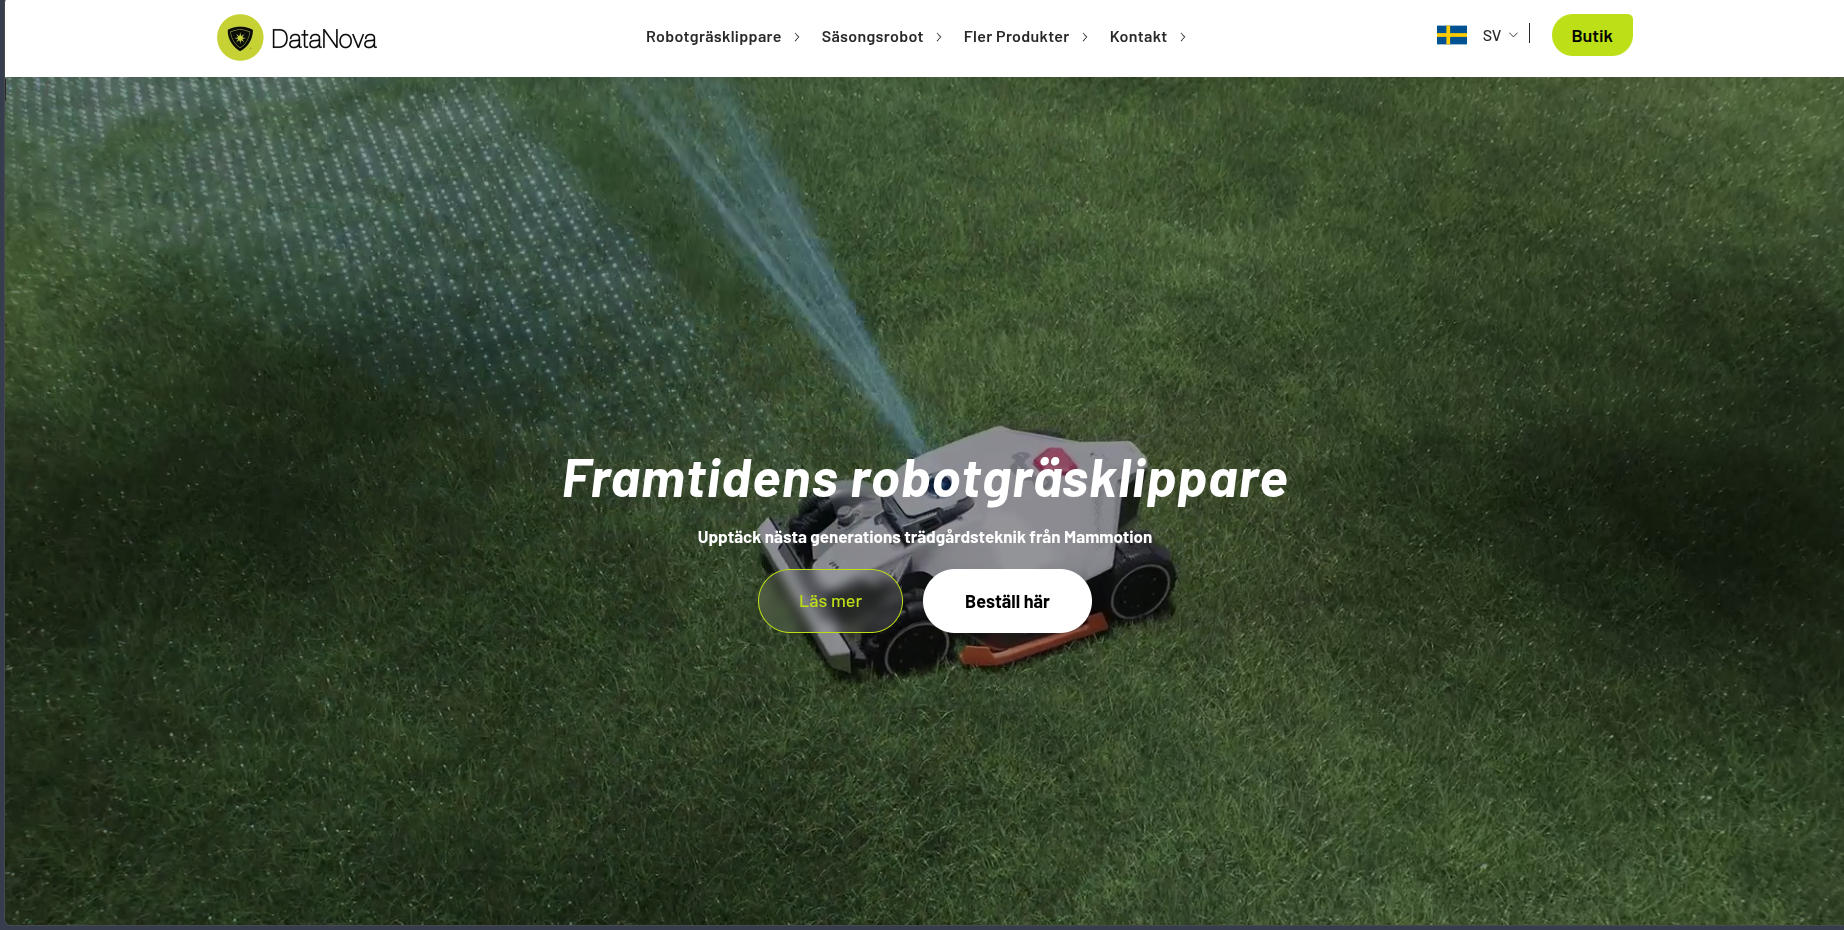 DataNova
Robotgräsklippare
Säsongsrobot
Fler Produkter
Kontakt
SV
Butik
Framtidens robotgräsklippare
Upptäck nästa generations trädgårdsteknik från Mammotion
Läs mer
Beställ här